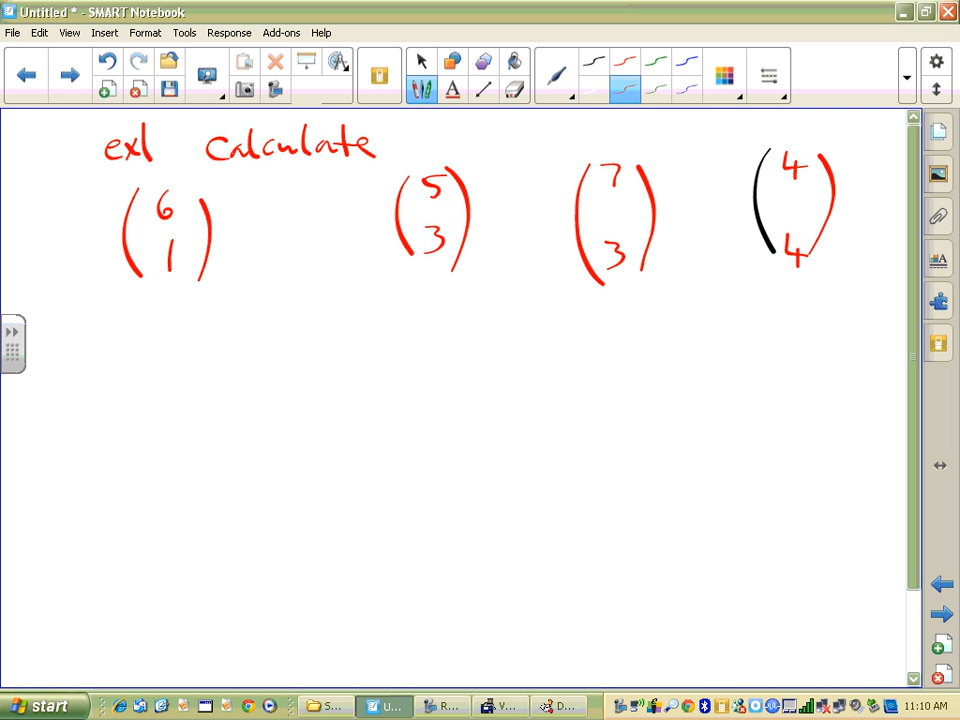 Untitled * - SMART Notebook
File Edit View Insert Format Tools Response Add-ons Help
ex1 calculate
(6 1) (5 3) (7 3) (4 4)
start S... U... R... Y... D... 11:10 AM